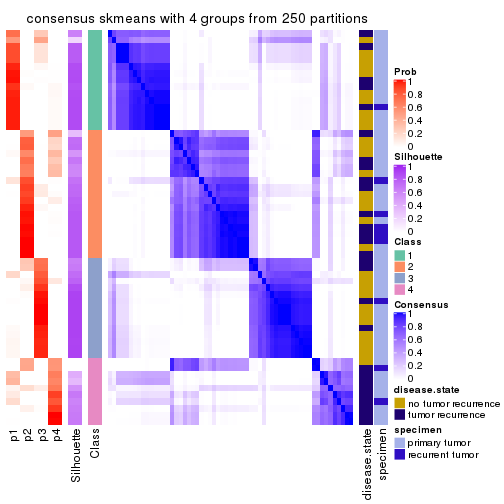 consensus skmeans with 4 groups from 250 partitions
Prob
1
0.8
0.6
0.4
0.2
0
Silhouette
1
0.8
0.6
0.4
0.2
0
Class
1
2
3
4
Consensus
1
0.8
0.6
0.4
0.2
0
disease.state
no tumor recurrence
tumor recurrence
specimen
primary tumor
recurrent tumor
p1
p2
p3
p4
Silhouette
Class
disease.state
specimen